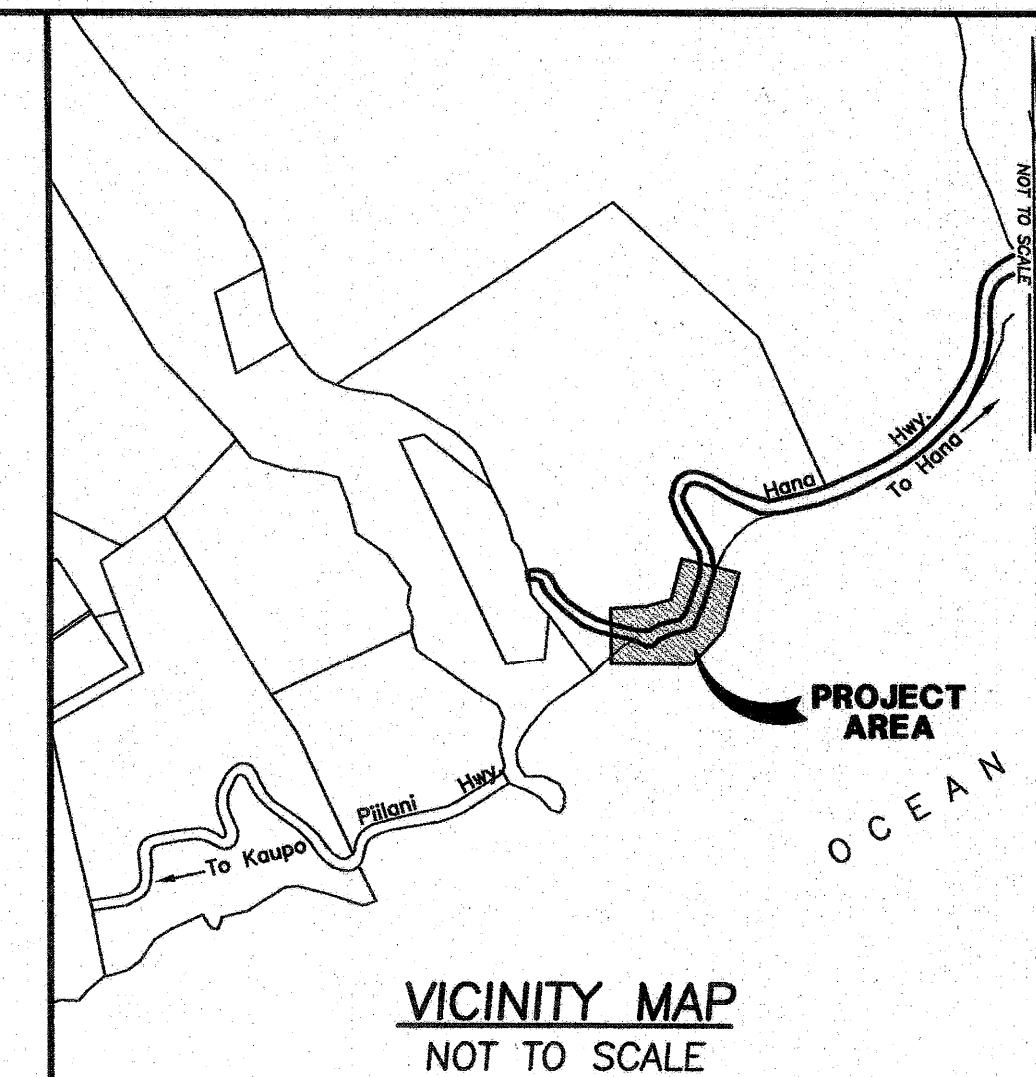 NOT TO SCALE
Hwy.
Hana
To Hana
PROJECT
AREA
OCEAN
Hwy.
Piilani
To Kaupo
VICINITY MAP
NOT TO SCALE